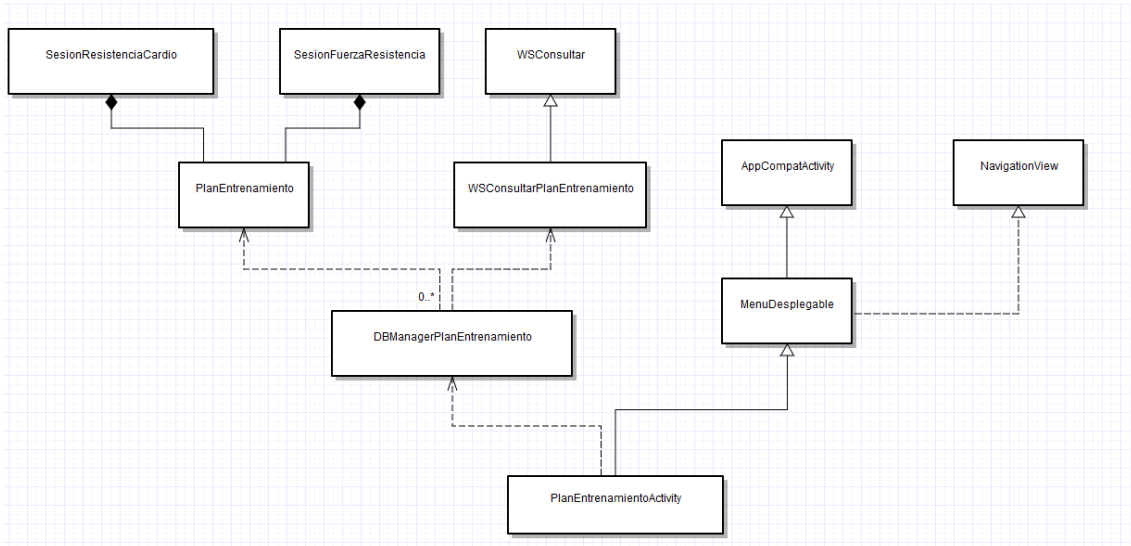 SesionResistenciaCardio
SesionFuerzaResistencia
WSConsultar
PlanEntrenamiento
WSConsultarPlanEntrenamiento
AppCompatActivity
NavigationView
0..*
DBManagerPlanEntrenamiento
MenuDesplegable
PlanEntrenamientoActivity